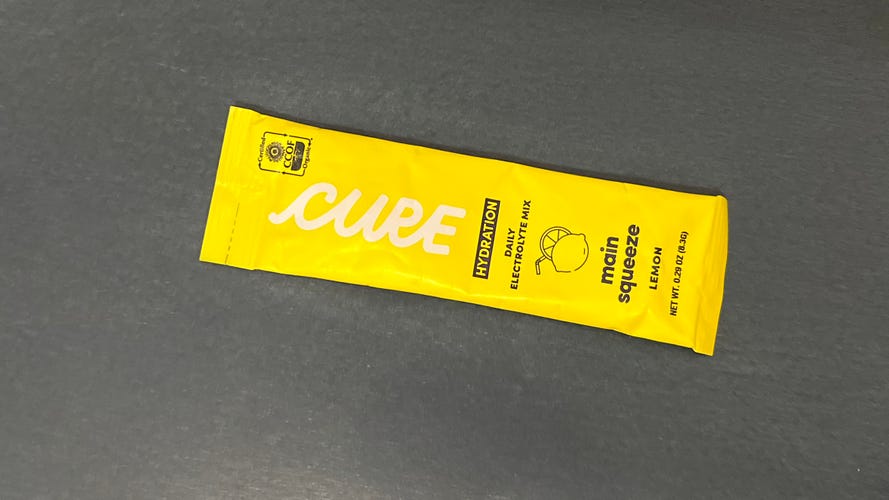 Certified
CCOF
Organic
CURE
HYDRATION
DAILY
ELECTROLYTE MIX
main
squeeze
LEMON
NET WT. 0.29 OZ (8.3G)